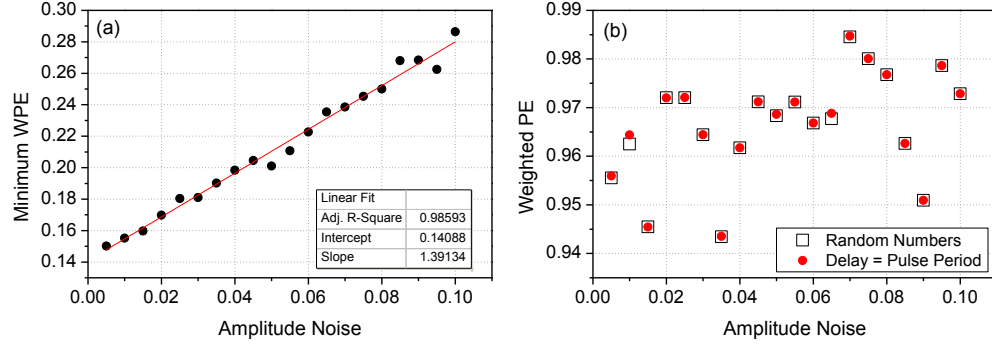 (a)
0.30
0.28
0.26
0.24
0.22
0.20
0.18
0.16
0.14
Minimum WPE
0.00 0.02 0.04 0.06 0.08 0.10
Amplitude Noise
Linear Fit
Adj. R-Square 0.98593
Intercept 0.14088
Slope 1.39134
(b)
0.99
0.98
0.97
0.96
0.95
0.94
Weighted PE
0.00 0.02 0.04 0.06 0.08 0.10
Amplitude Noise
Random Numbers
Delay = Pulse Period